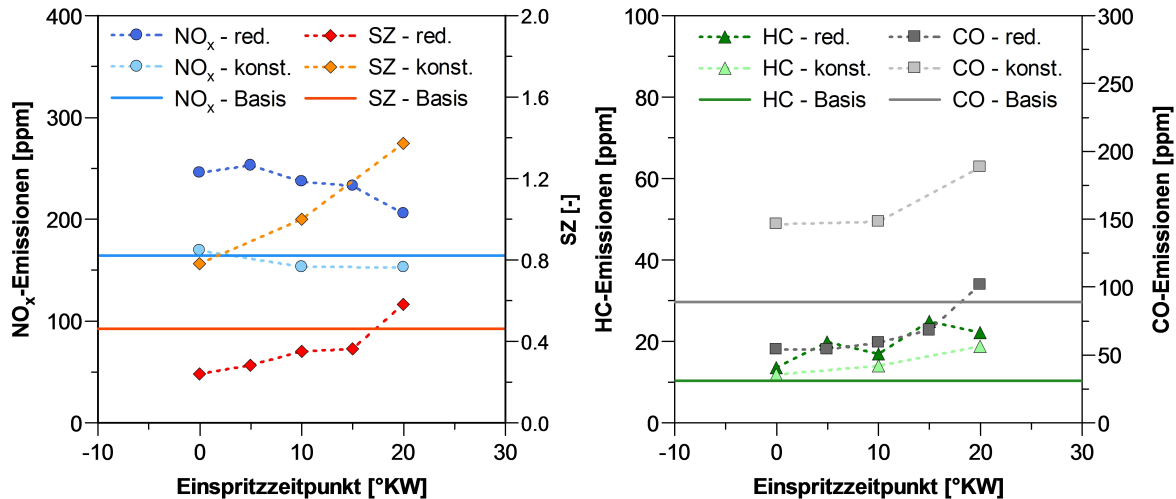 400
300
200
100
0
NOx-Emissionen [ppm]
NOx - red.
NOx - konst.
NOx - Basis
SZ - red.
SZ - konst.
SZ - Basis
2.0
1.6
1.2
0.8
0.4
0.0
SZ [-]
-10 0 10 20 30
Einspritzzeitpunkt [°KW]
100
80
60
40
20
0
HC-Emissionen [ppm]
HC - red.
HC - konst.
HC - Basis
CO - red.
CO - konst.
CO - Basis
300
250
200
150
100
50
0
CO-Emissionen [ppm]
-10 0 10 20 30
Einspritzzeitpunkt [°KW]